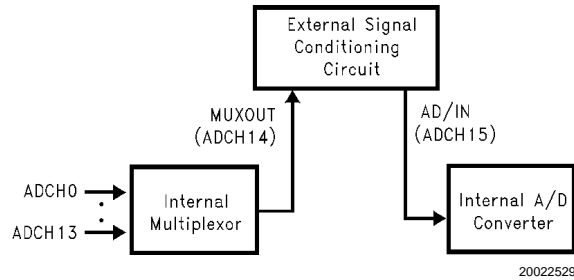 External Signal
Conditioning
Circuit
MUXOUT
(ADCH14)
AD/IN
(ADCH15)
ADCH0
ADCH13
Internal
Multiplexor
Internal A/D
Converter
20022529